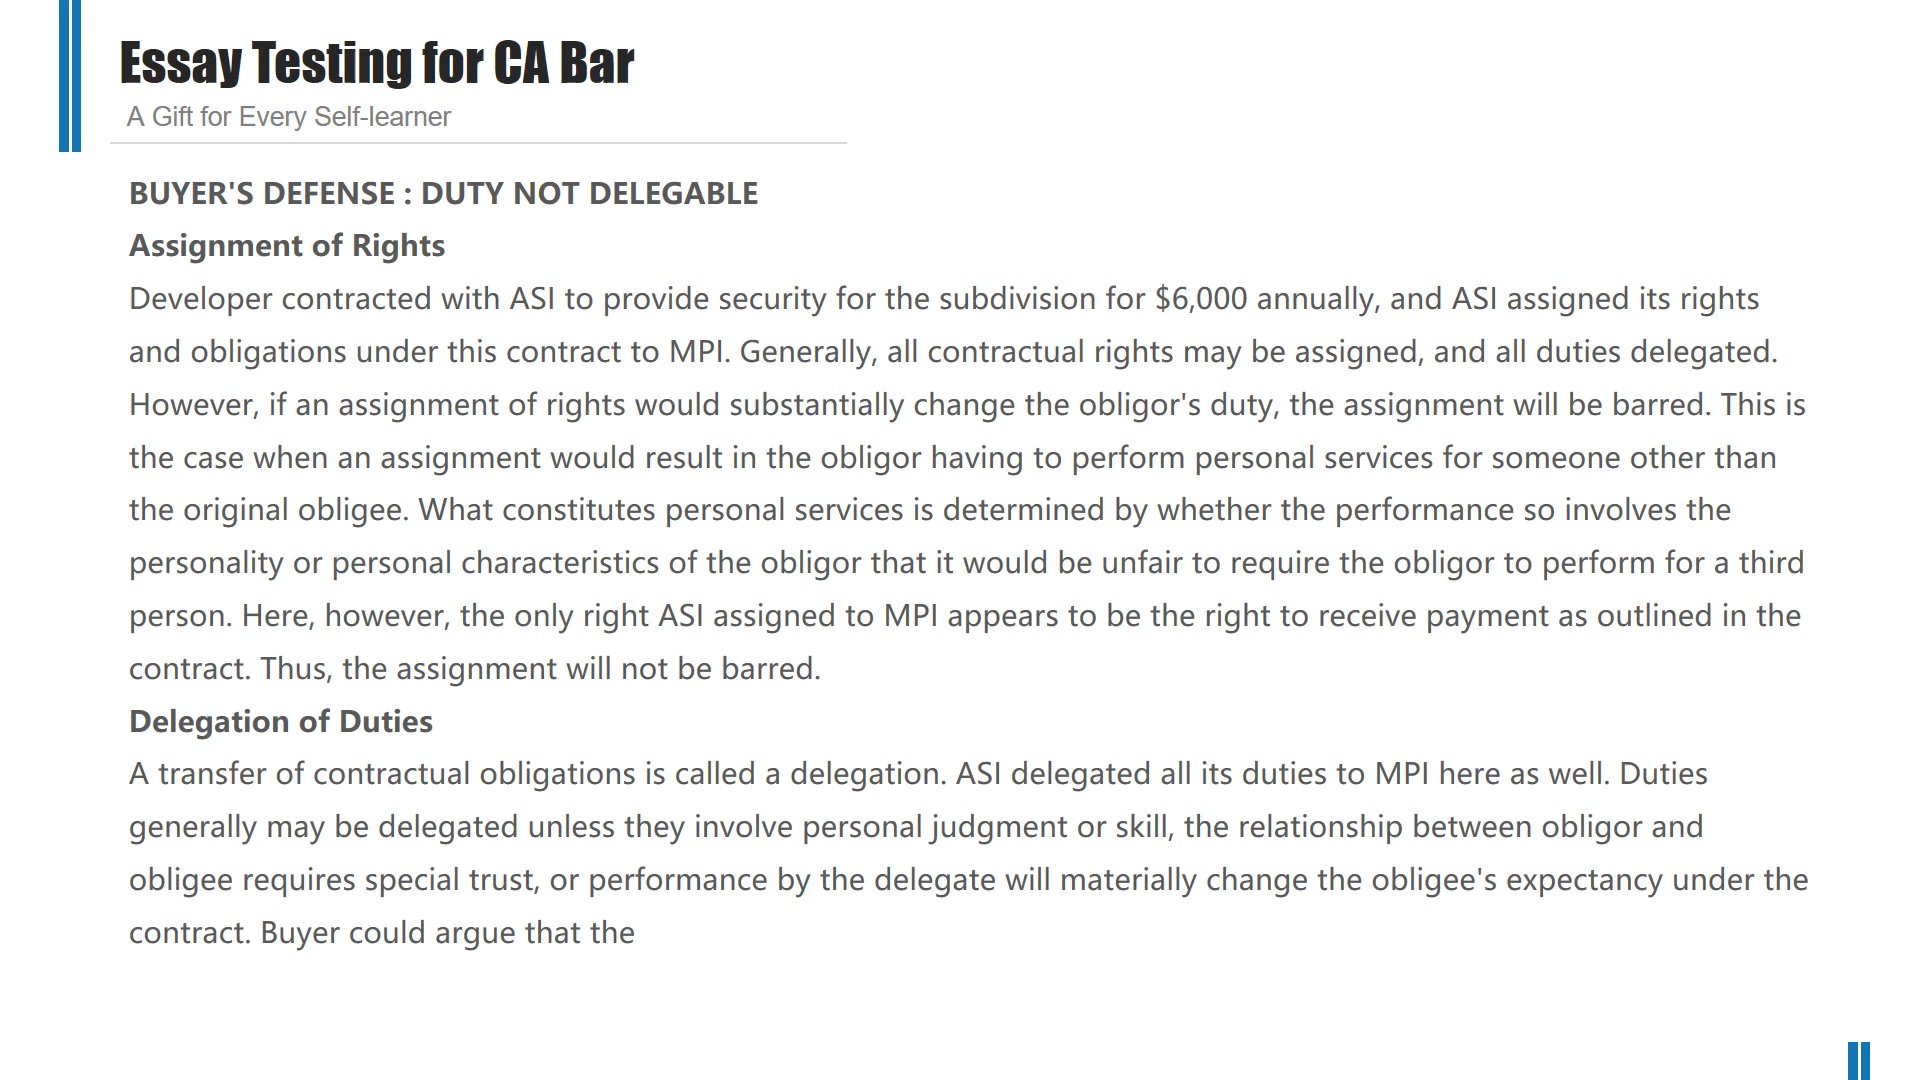 Essay Testing for CA Bar
A Gift for Every Self-learner
BUYER'S DEFENSE : DUTY NOT DELEGABLE
Assignment of Rights
Developer contracted with ASI to provide security for the subdivision for $6,000 annually, and ASI assigned its rights
and obligations under this contract to MPI. Generally, all contractual rights may be assigned, and all duties delegated.
However, if an assignment of rights would substantially change the obligor's duty, the assignment will be barred. This is
the case when an assignment would result in the obligor having to perform personal services for someone other than
the original obligee. What constitutes personal services is determined by whether the performance so involves the
personality or personal characteristics of the obligor that it would be unfair to require the obligor to perform for a third
person. Here, however, the only right ASI assigned to MPI appears to be the right to receive payment as outlined in the
contract. Thus, the assignment will not be barred.
Delegation of Duties
A transfer of contractual obligations is called a delegation. ASI delegated all its duties to MPI here as well. Duties
generally may be delegated unless they involve personal judgment or skill, the relationship between obligor and
obligee requires special trust, or performance by the delegate will materially change the obligee's expectancy under the
contract. Buyer could argue that the